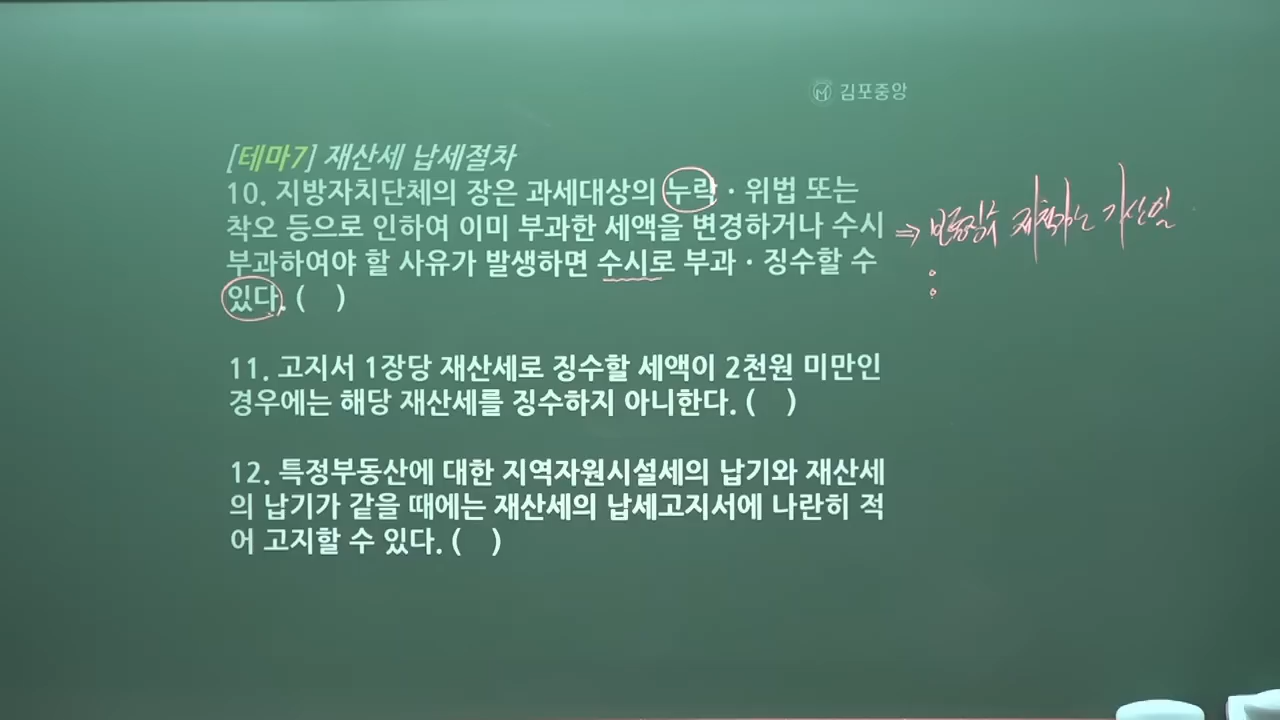 김포중앙
[테마7] 재산세 납세절차
10. 지방자치단체의 장은 과세대상의 누락 · 위법 또는
착오 등으로 인하여 이미 부과한 세액을 변경하거나 수시
부과하여야 할 사유가 발생하면 수시로 부과 · 징수할 수
있다. (    )
⇒ 기산일
11. 고지서 1장당 재산세로 징수할 세액이 2천원 미만인
경우에는 해당 재산세를 징수하지 아니한다. (    )
12. 특정부동산에 대한 지역자원시설세의 납기와 재산세
의 납기가 같을 때에는 재산세의 납세고지서에 나란히 적
어 고지할 수 있다. (    )